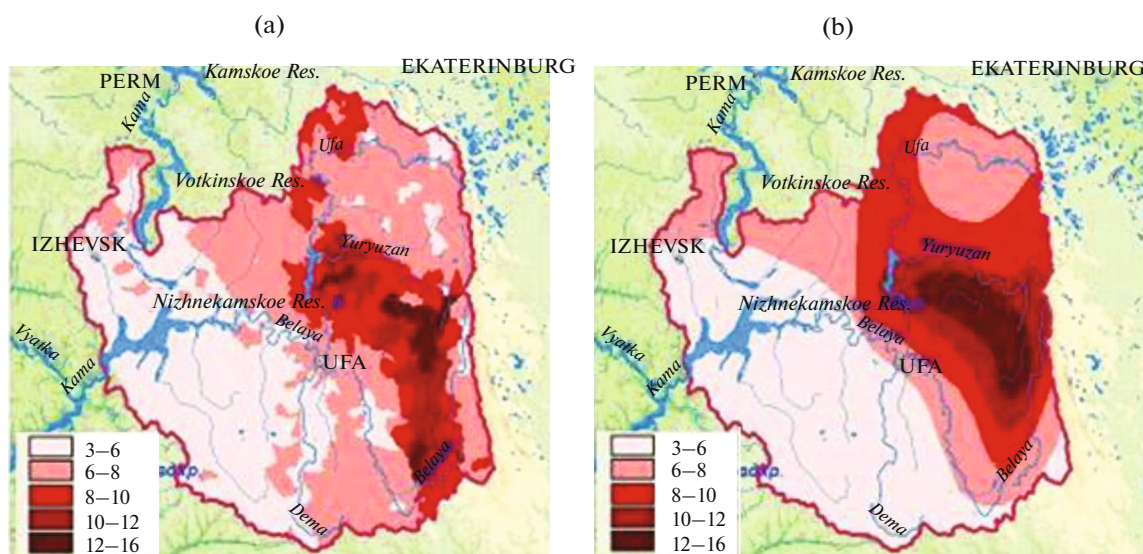 (a)
(b)
EKATERINBURG
Kamskoe Res.
PERM
Kama
Ufa
Votkinskoe Res.
IZHEVSK
Yuryuzan
Nizhnekamskoe Res.
Belaya
Vyatka
Kama
UFA
3–6
6–8
8–10
10–12
12–16
Belaya
Dema
EKATERINBURG
Kamskoe Res.
PERM
Kama
Ufa
Votkinskoe Res.
IZHEVSK
Yuryuzan
Nizhnekamskoe Res.
Belaya
Vyatka
Kama
UFA
3–6
6–8
8–10
10–12
12–16
Belaya
Dema